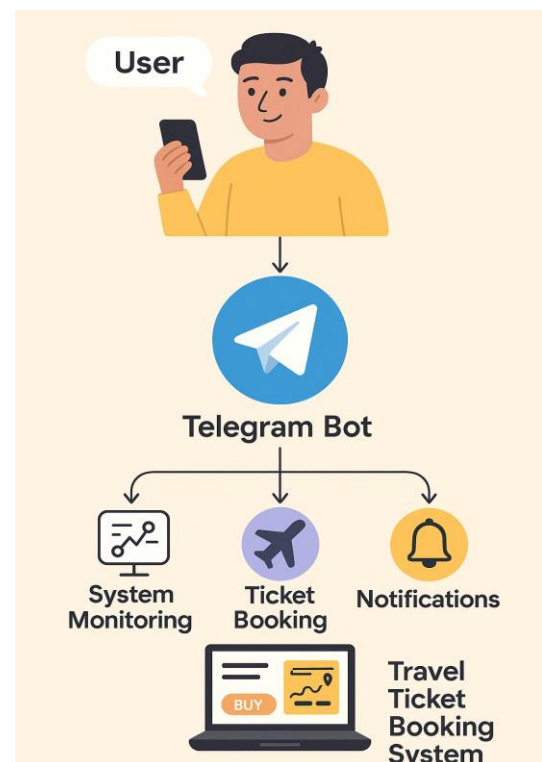 User
Telegram Bot
System
Monitoring
Ticket
Booking
Notifications
BUY
Travel
Ticket
Booking
System